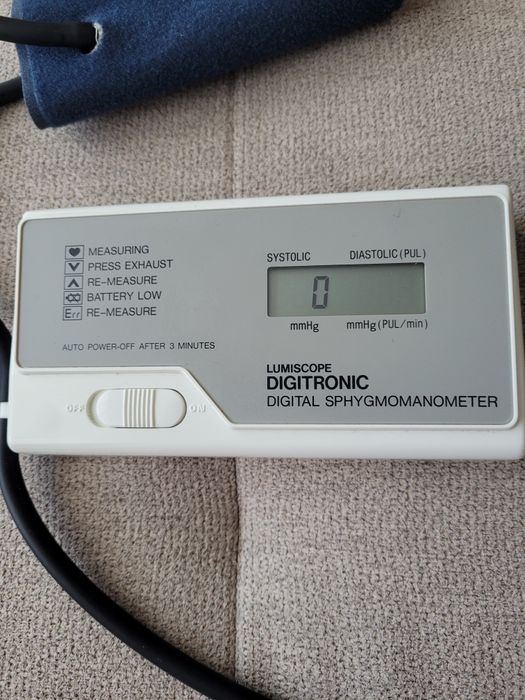 MEASURING
PRESS EXHAUST
RE-MEASURE
BATTERY LOW
Err RE-MEASURE
AUTO POWER-OFF AFTER 3 MINUTES
OFF ON
SYSTOLIC DIASTOLIC (PUL)
0
mmHg mmHg (PUL/min)
LUMISCOPE
DIGITRONIC
DIGITAL SPHYGMOMANOMETER